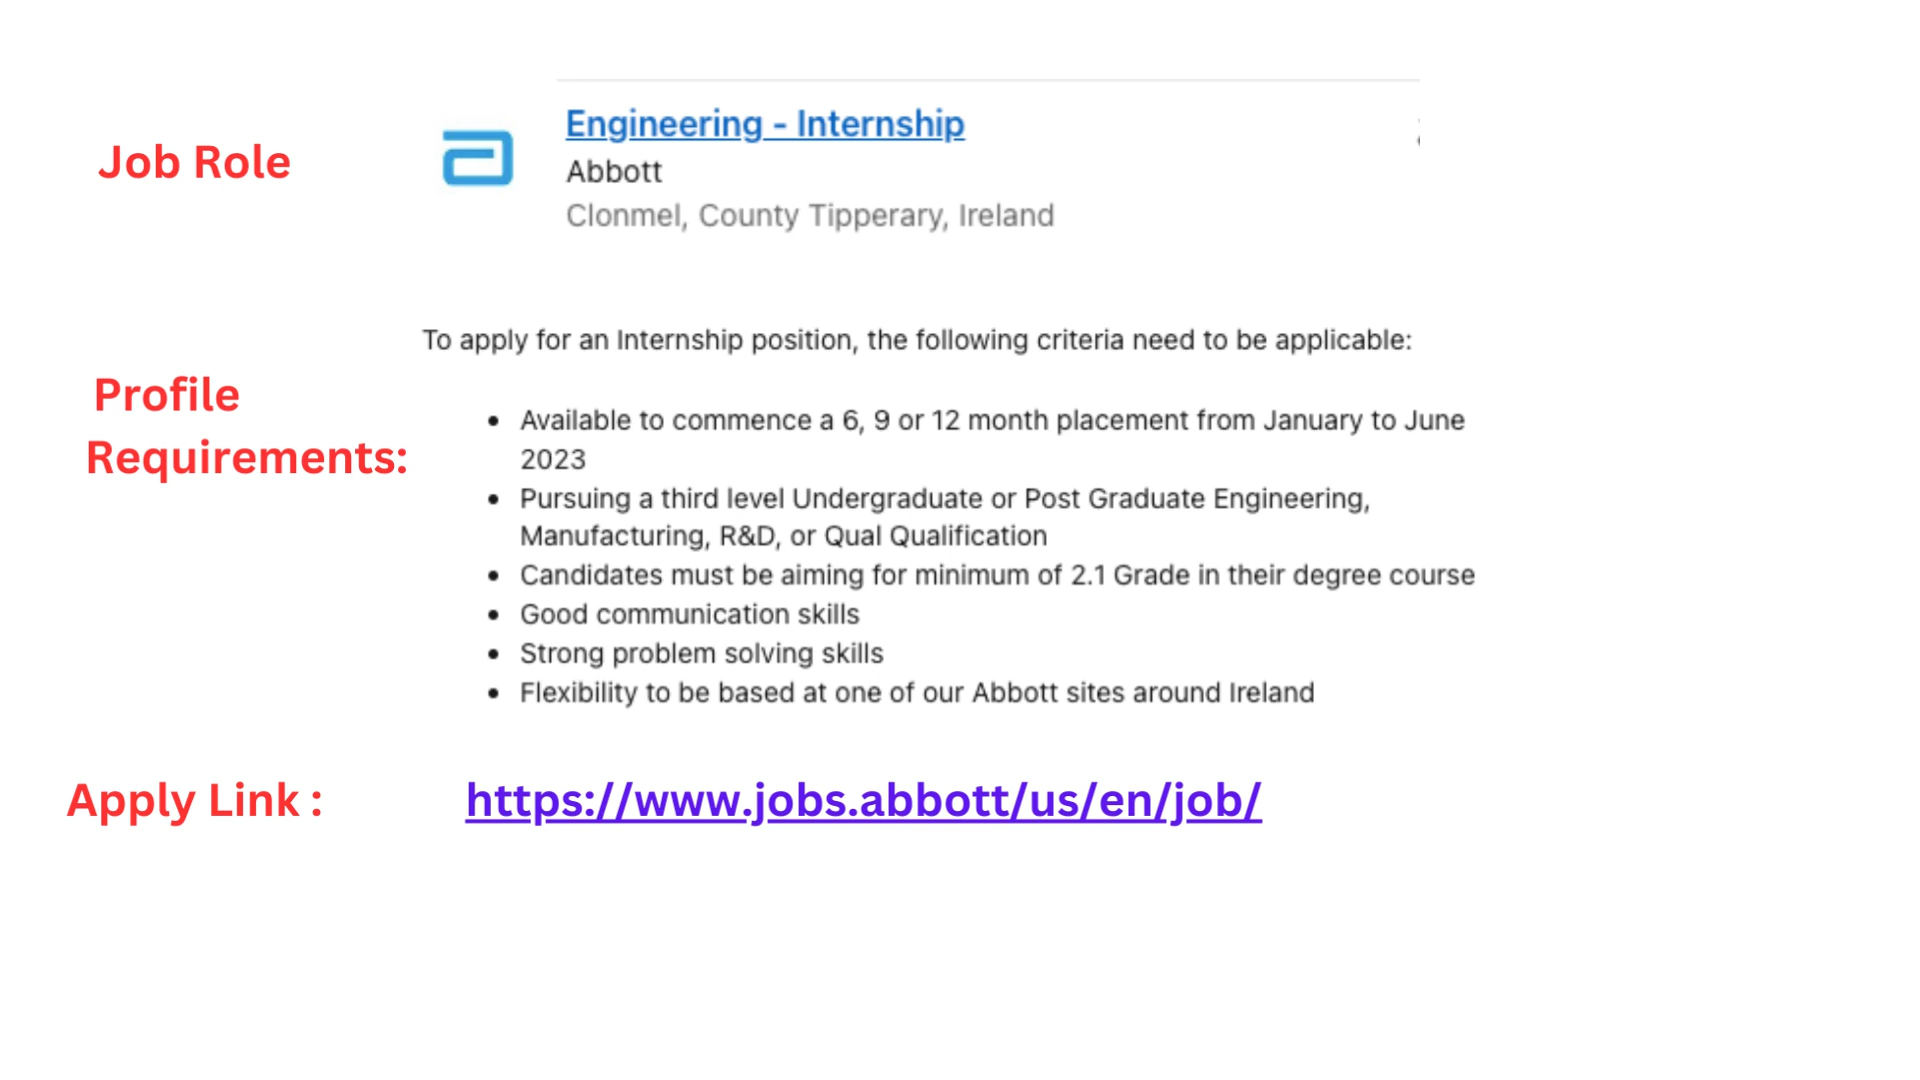 Job Role
Engineering - Internship
Abbott
Clonmel, County Tipperary, Ireland
Profile
Requirements:
To apply for an Internship position, the following criteria need to be applicable:
• Available to commence a 6, 9 or 12 month placement from January to June
2023
• Pursuing a third level Undergraduate or Post Graduate Engineering,
Manufacturing, R&D, or Qual Qualification
• Candidates must be aiming for minimum of 2.1 Grade in their degree course
• Good communication skills
• Strong problem solving skills
• Flexibility to be based at one of our Abbott sites around Ireland
Apply Link :
https://www.jobs.abbott/us/en/job/